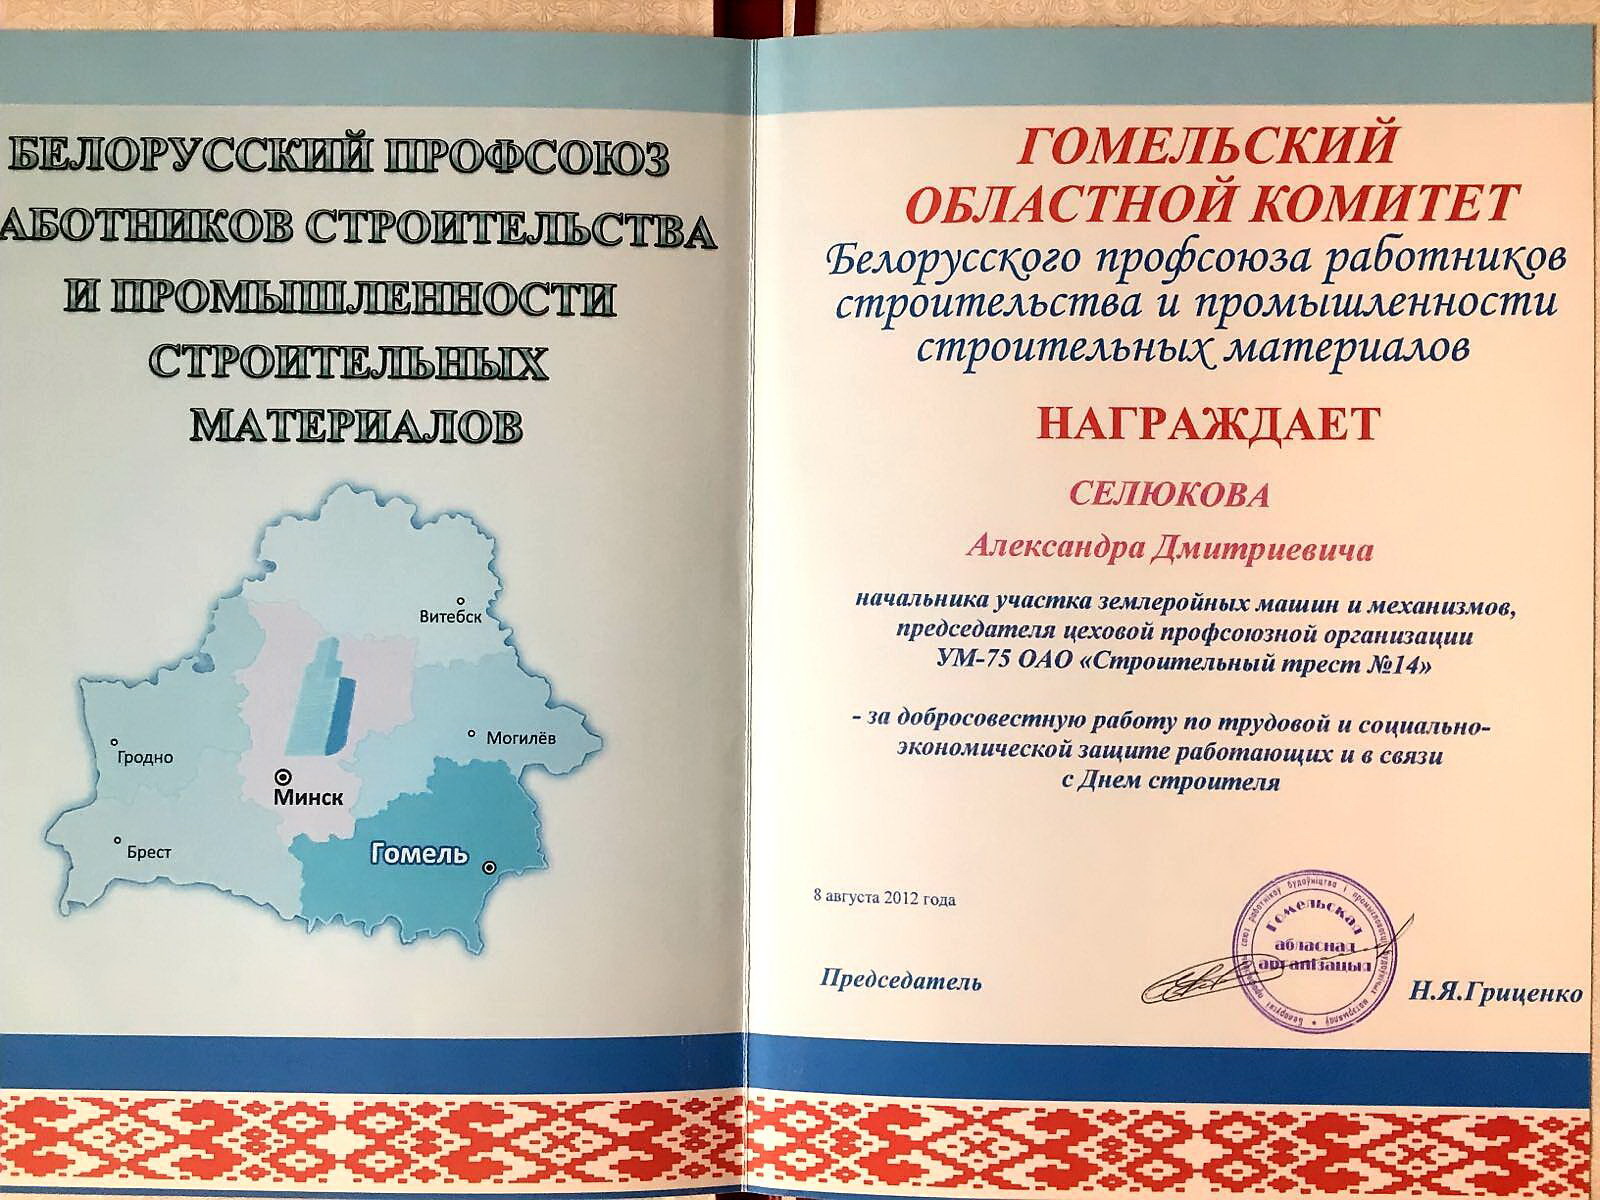 БЕЛОРУССКИЙ ПРОФСОЮЗ
АБОТНИКОВ СТРОИТЕЛЬСТВА
И ПРОМЫШЛЕННОСТИ
СТРОИТЕЛЬНЫХ
МАТЕРИАЛОВ
Витебск
Могилёв
Гродно
Минск
Брест
Гомель
ГОМЕЛЬСКИЙ
ОБЛАСТНОЙ КОМИТЕТ
Белорусского профсоюза работников
строительства и промышленности
строительных материалов
НАГРАЖДАЕТ
СЕЛЮКОВА
Александра Дмитриевича
начальника участка землеройных машин и механизмов,
председателя цеховой профсоюзной организации
УМ-75 ОАО «Строительный трест №14»
- за добросовестную работу по трудовой и социально-
экономической защите работающих и в связи
с Днем строителя
8 августа 2012 года
Гомельская
абласная
арганізацыя
Председатель
Н.Я.Гриценко